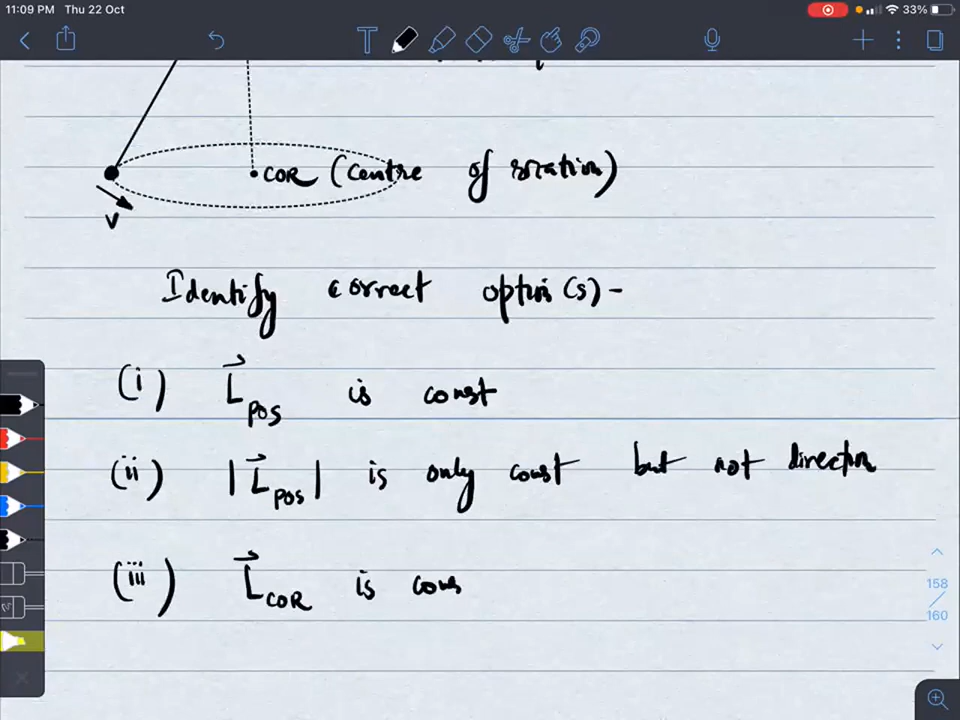 11:09 PM Thu 22 Oct
33%
T
COR (centre of rotation)
V
Identify correct option(s) -
(i) L POS is const
(ii) |L POS| is only const but not direction
(iii) L COR is cons
158
160